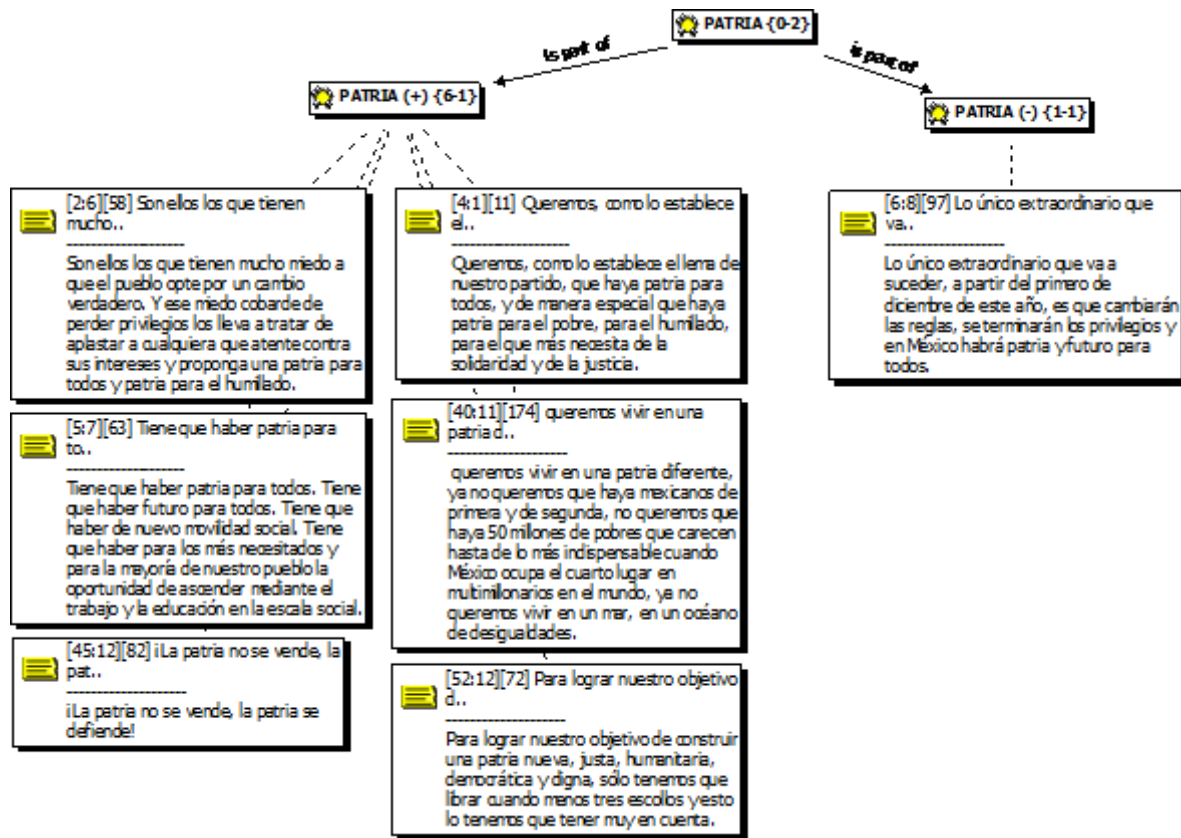 PATRIA {0-2}
is part of
is part of
PATRIA (+) {6-1}
PATRIA (-) {1-1}
[2:6][58] Son ellos los que tienen
mucho..
--------------------
Son ellos los que tienen mucho miedo a
que el pueblo opte por un cambio
verdadero. Y ese miedo cobarde de
perder privilegios los lleva a tratar de
aplastar a cualquiera que atente contra
sus intereses y proponga una patria para
todos y patria para el humillado.
[5:7][63] Tiene que haber patria para
to..
--------------------
Tiene que haber patria para todos. Tiene
que haber futuro para todos. Tiene que
haber de nuevo movilidad social. Tiene
que haber para los más necesitados y
para la mayoría de nuestro pueblo la
oportunidad de ascender mediante el
trabajo y la educación en la escala social.
[45:12][82] ¡La patria no se vende, la
pat..
--------------------
¡La patria no se vende, la patria se
defiende!
[4:1][11] Queremos, como lo establece
el..
--------------------
Queremos, como lo establece el lema de
nuestro partido, que haya patria para
todos, y de manera especial que haya
patria para el pobre, para el humillado,
para el que más necesita de la
solidaridad y de la justicia.
[40:11][174] queremos vivir en una
patria d..
--------------------
queremos vivir en una patria diferente,
ya no queremos que haya mexicanos de
primera y de segunda, no queremos que
haya 50 millones de pobres que carecen
hasta de lo más indispensable cuando
México ocupa el cuarto lugar en
multimillonarios en el mundo, ya no
queremos vivir en un mar, en un océano
de desigualdades.
[52:12][72] Para lograr nuestro objetivo
d..
--------------------
Para lograr nuestro objetivo de construir
una patria nueva, justa, humanitaria,
democrática y digna, sólo tenemos que
librar cuando menos tres escollos y esto
lo tenemos que tener muy en cuenta.
[6:8][97] Lo único extraordinario que
va..
--------------------
Lo único extraordinario que va a
suceder, a partir del primero de
diciembre de este año, es que cambiarán
las reglas, se terminarán los privilegios y
en México habrá patria y futuro para
todos.